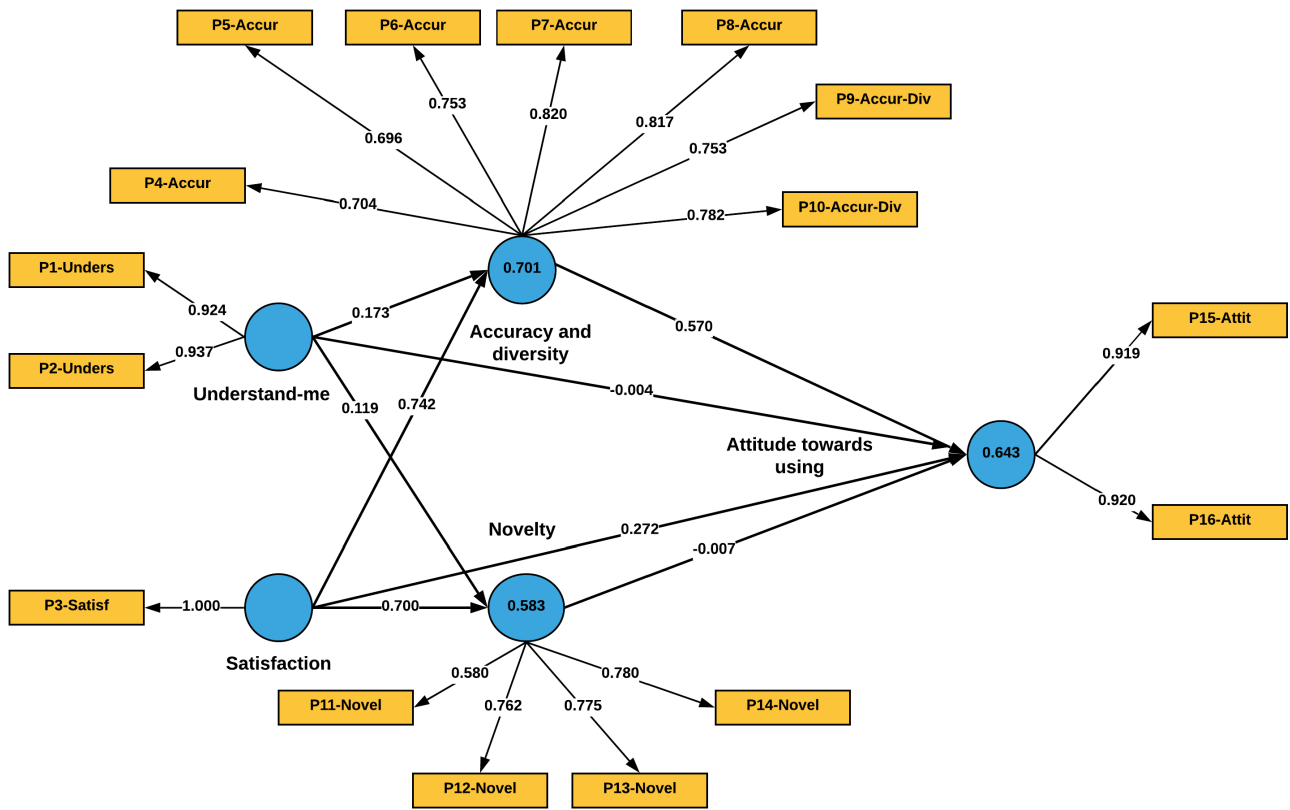 P5-Accur
P6-Accur
P7-Accur
P8-Accur
P9-Accur-Div
0.753
0.820
0.817
0.696
0.753
P4-Accur
0.704
0.782
P10-Accur-Div
P1-Unders
0.701
0.924
0.173
Accuracy and
diversity
0.570
P15-Attit
0.937
P2-Unders
0.919
Understand-me
0.119
0.742
-0.004
Attitude towards
using
0.643
0.920
P16-Attit
Novelty
0.272
-0.007
P3-Satisf
1.000
0.700
0.583
Satisfaction
0.580
0.780
P11-Novel
0.762
0.775
P14-Novel
P12-Novel
P13-Novel